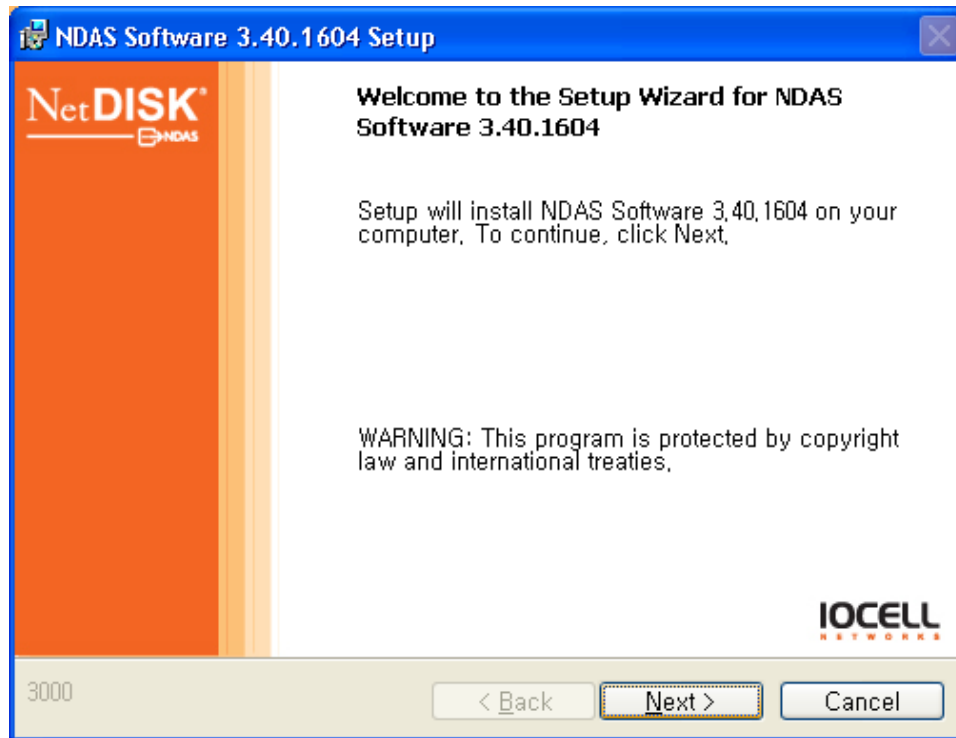 NDAS Software 3.40.1604 Setup
NetDISK®
NDAS
Welcome to the Setup Wizard for NDAS
Software 3.40.1604
Setup will install NDAS Software 3,40,1604 on your
computer, To continue, click Next,
WARNING: This program is protected by copyright
law and international treaties,
IOCELL
NETWORKS
3000
< Back
Next >
Cancel